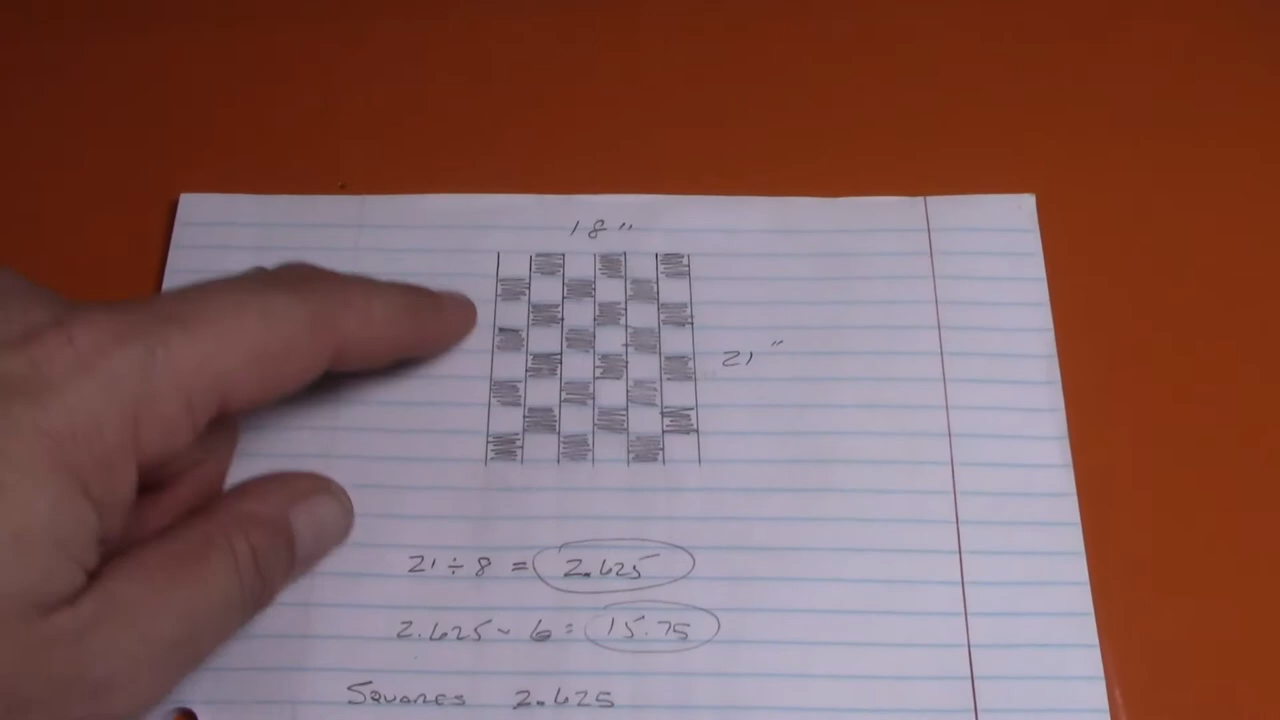 18"
21"
21 ÷ 8 = 2.625
2.625 - 6 = 15.75
SQUARES 2.625